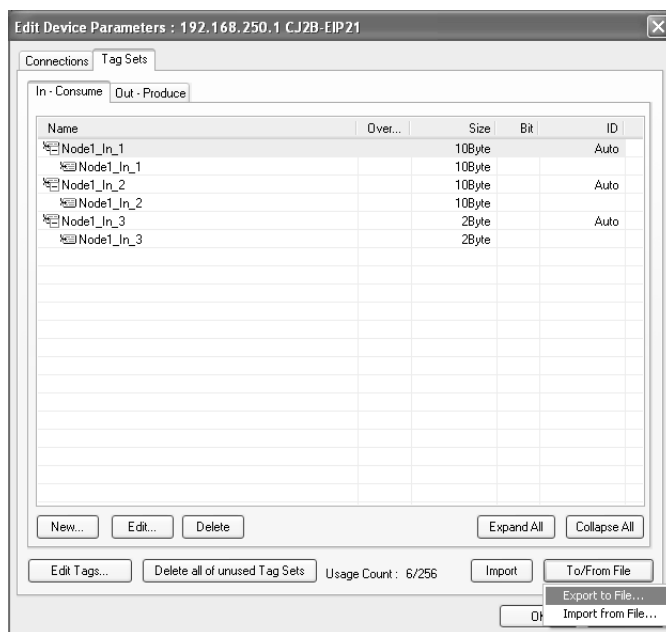 Edit Device Parameters : 192.168.250.1 CJ2B-EIP21
Connections Tag Sets
In - Consume Out - Produce
Name Over... Size Bit ID
Node1_In_1 10Byte Auto
Node1_In_1 10Byte
Node1_In_2 10Byte Auto
Node1_In_2 10Byte
Node1_In_3 2Byte Auto
Node1_In_3 2Byte
New... Edit... Delete Expand All Collapse All
Edit Tags... Delete all of unused Tag Sets Usage Count : 6/256 Import To/From File
Export to File...
Import from File...